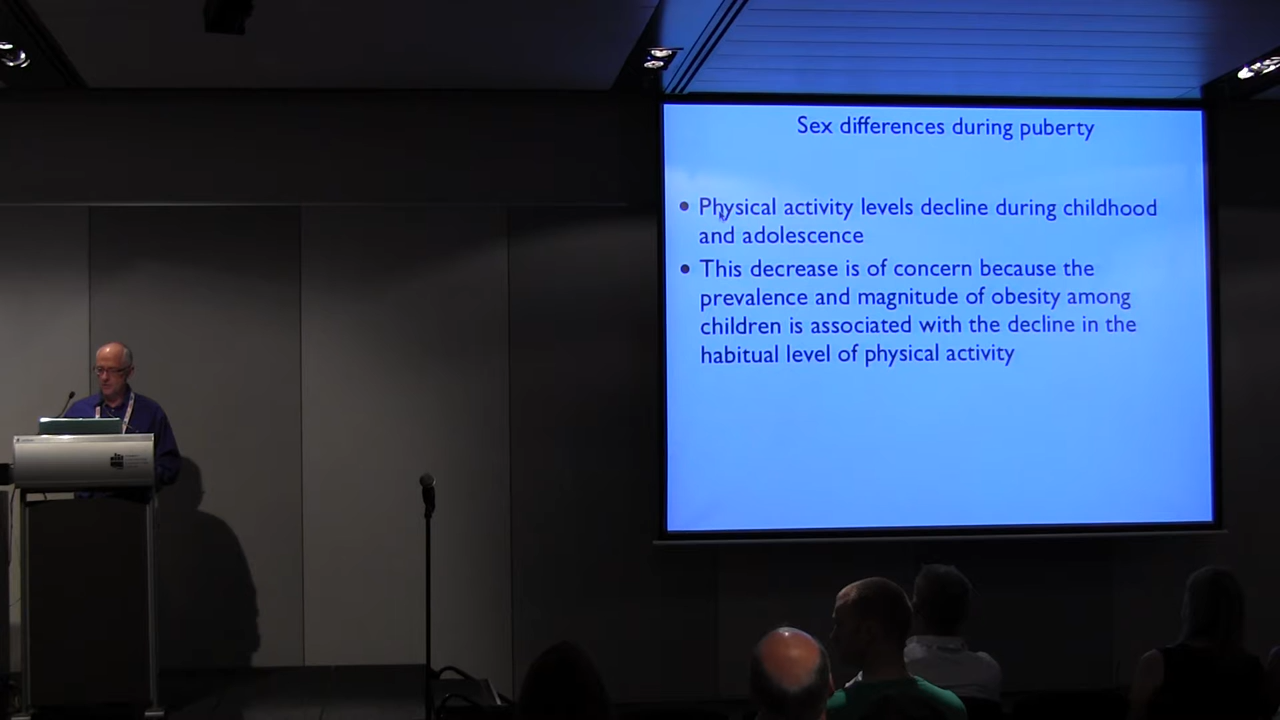 Sex differences during puberty
Physical activity levels decline during childhood
and adolescence
This decrease is of concern because the
prevalence and magnitude of obesity among
children is associated with the decline in the
habitual level of physical activity